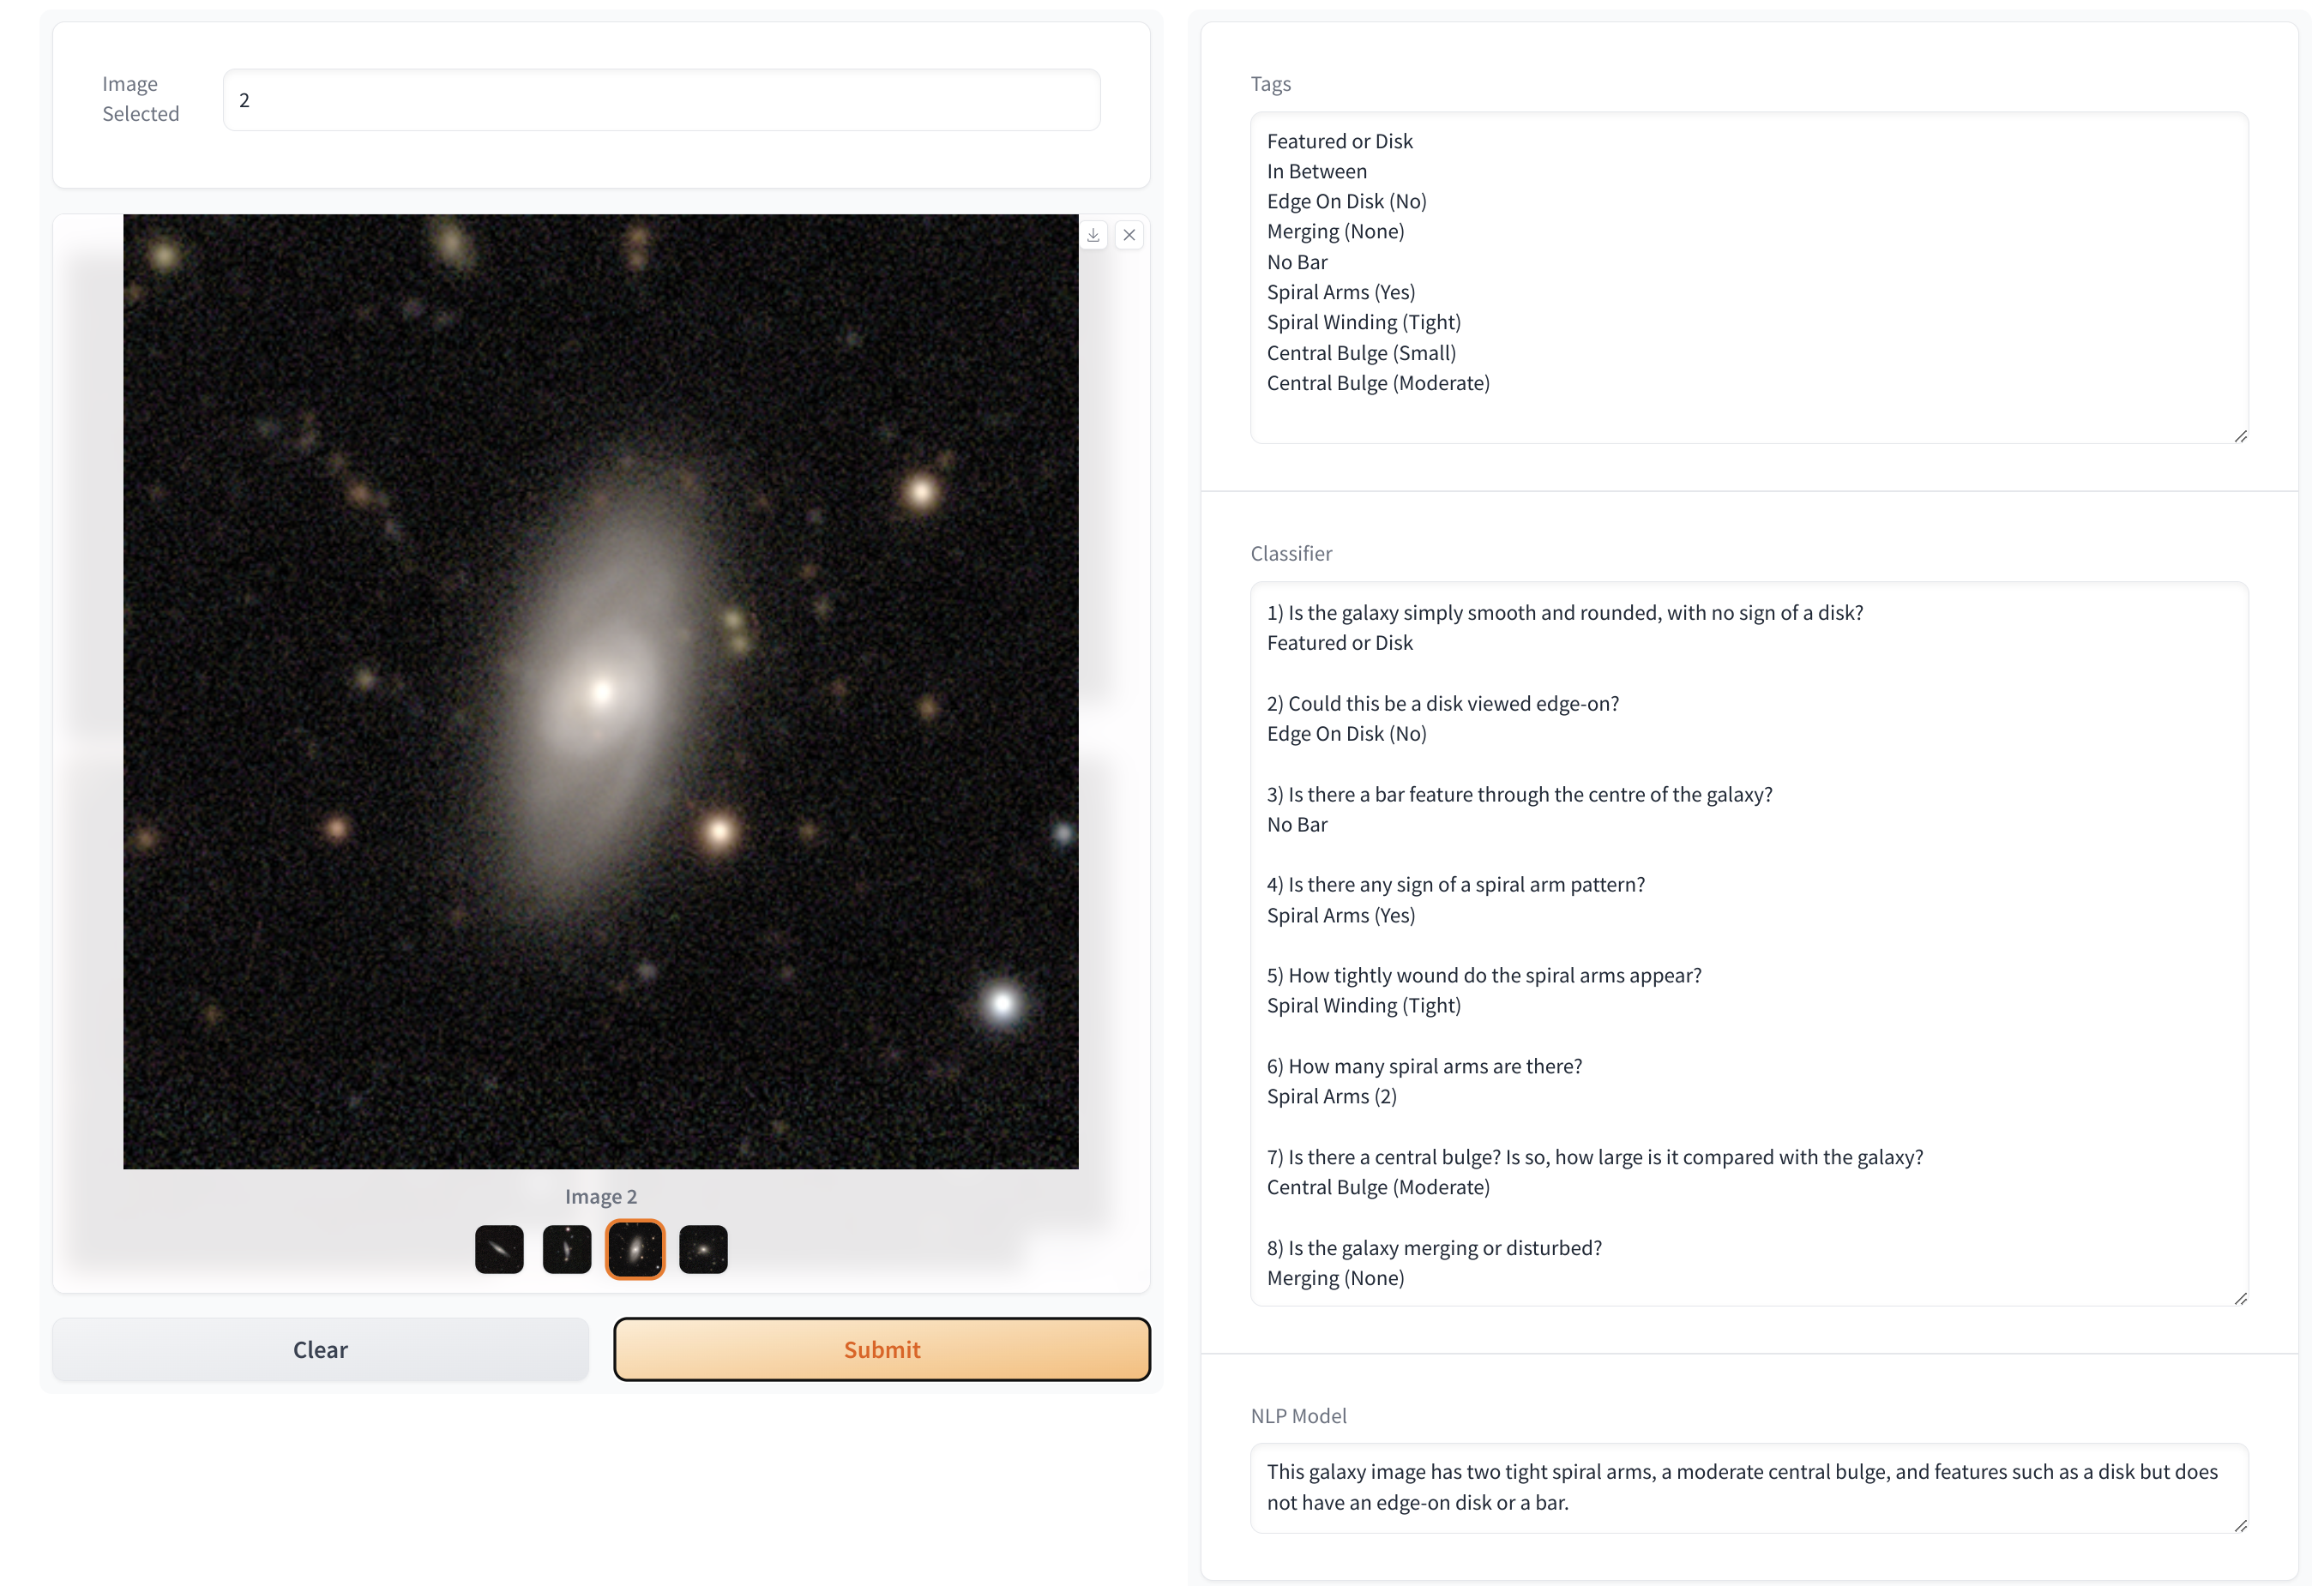 Image
Selected
2
Image 2
Clear
Submit
Tags
Featured or Disk
In Between
Edge On Disk (No)
Merging (None)
No Bar
Spiral Arms (Yes)
Spiral Winding (Tight)
Central Bulge (Small)
Central Bulge (Moderate)
Classifier
1) Is the galaxy simply smooth and rounded, with no sign of a disk?
Featured or Disk
2) Could this be a disk viewed edge-on?
Edge On Disk (No)
3) Is there a bar feature through the centre of the galaxy?
No Bar
4) Is there any sign of a spiral arm pattern?
Spiral Arms (Yes)
5) How tightly wound do the spiral arms appear?
Spiral Winding (Tight)
6) How many spiral arms are there?
Spiral Arms (2)
7) Is there a central bulge? Is so, how large is it compared with the galaxy?
Central Bulge (Moderate)
8) Is the galaxy merging or disturbed?
Merging (None)
NLP Model
This galaxy image has two tight spiral arms, a moderate central bulge, and features such as a disk but does
not have an edge-on disk or a bar.